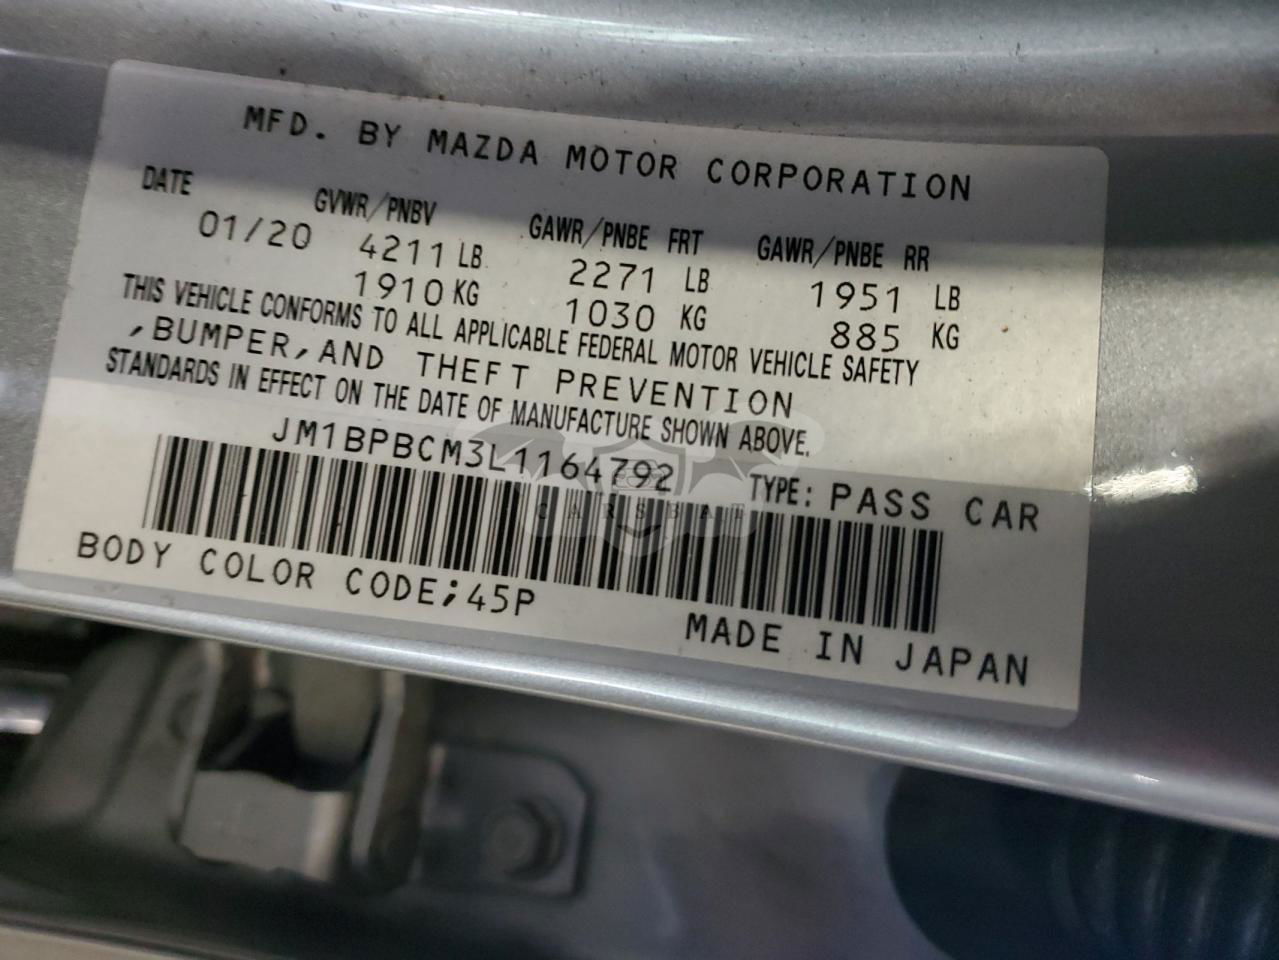 MFD. BY MAZDA MOTOR CORPORATION
DATE GVWR/PNBV GAWR/PNBE FRT GAWR/PNBE RR
01/20 4211 LB 2271 LB 1951 LB
1910 KG 1030 KG 885 KG
THIS VEHICLE CONFORMS TO ALL APPLICABLE FEDERAL MOTOR VEHICLE SAFETY
,BUMPER,AND THEFT PREVENTION
STANDARDS IN EFFECT ON THE DATE OF MANUFACTURE SHOWN ABOVE.
JM1BPBCM3L1164792 TYPE: PASS CAR
CARSBAT
BODY COLOR CODE;45P
MADE IN JAPAN